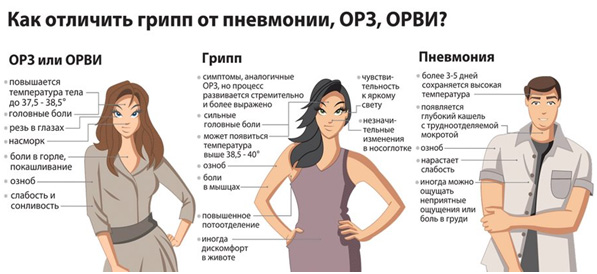 Как отличить грипп от пневмонии, ОРЗ, ОРВИ?
ОРЗ или ОРВИ
повышается
температура тела
до 37,5 - 38,5°
головные боли
резь в глазах
насморк
боли в горле,
покашливание
озноб
слабость и
сонливость
Грипп
симптомы, аналогичные
ОРЗ, но процесс
развивается стремительно
и более выражено
сильные
головные боли
может появиться
температура
выше 38,5 - 40°
озноб
боли
в мышцах
повышенное
потоотделение
иногда
дискомфорт
в животе
чувстви-
тельность
к яркому
свету
незначи-
тельные
изменения
в носоглотке
Пневмония
более 3-5 дней
сохраняется высокая
температура
появляется
глубокий кашель
с трудноотделяемой
мокротой
озноб
нарастает
слабость
иногда можно
ощущать
неприятные
ощущения или
боль в груди